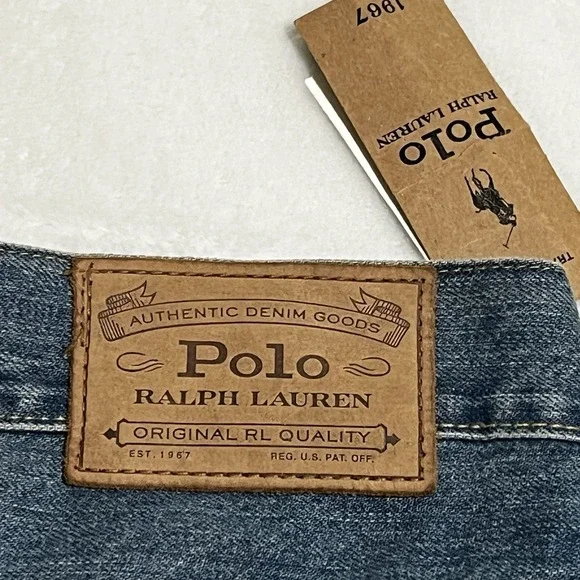 1967
Polo
RALPH LAUREN
AUTHENTIC DENIM GOODS
Polo
RALPH LAUREN
ORIGINAL RL QUALITY
EST. 1967 REG. U.S. PAT. OFF.